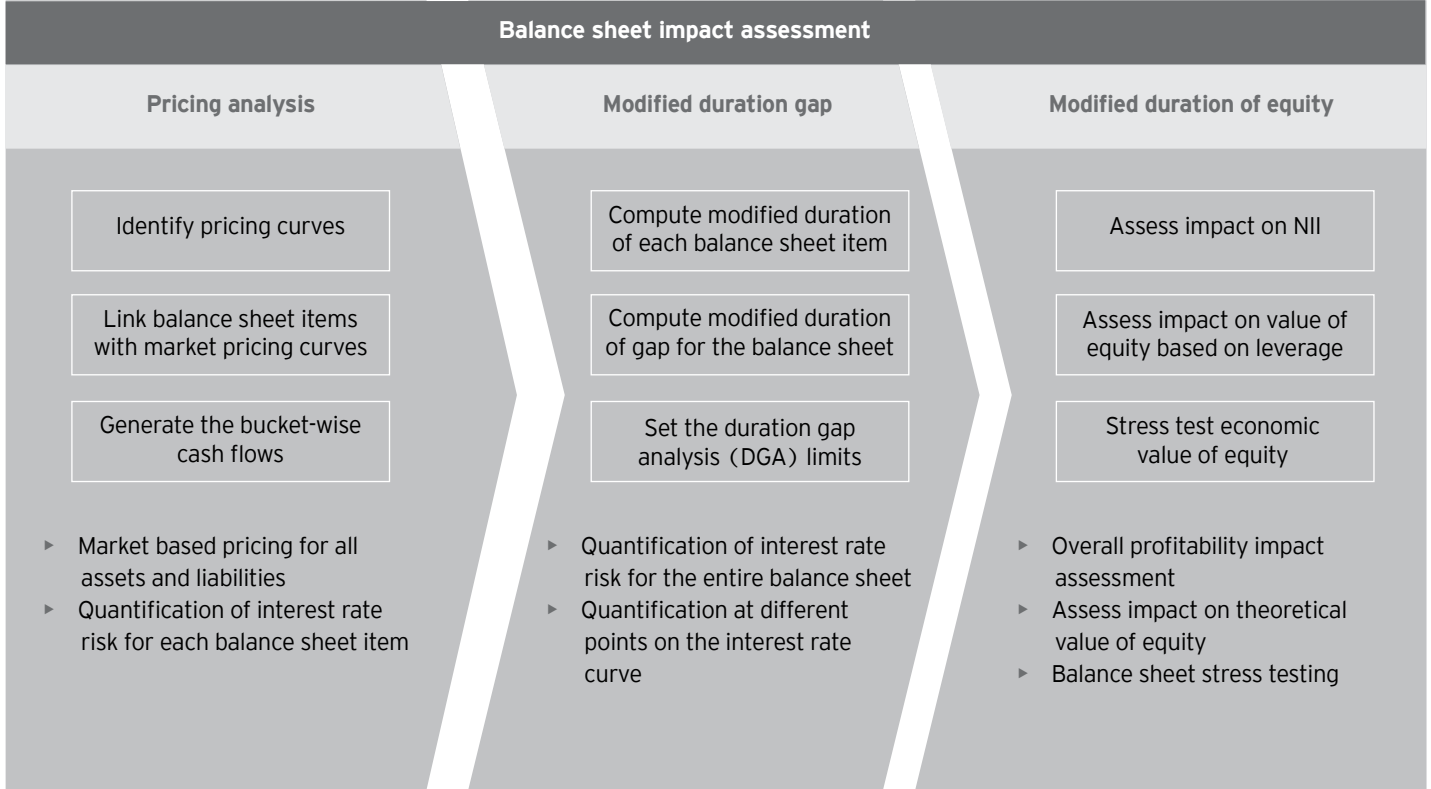 Balance sheet impact assessment
Pricing analysis
Identify pricing curves
Link balance sheet items
with market pricing curves
Generate the bucket-wise
cash flows
▸ Market based pricing for all
assets and liabilities
▸ Quantification of interest rate
risk for each balance sheet item
Modified duration gap
Compute modified duration
of each balance sheet item
Compute modified duration
of gap for the balance sheet
Set the duration gap
analysis (DGA) limits
▸ Quantification of interest rate
risk for the entire balance sheet
▸ Quantification at different
points on the interest rate
curve
Modified duration of equity
Assess impact on NII
Assess impact on value of
equity based on leverage
Stress test economic
value of equity
▸ Overall profitability impact
assessment
▸ Assess impact on theoretical
value of equity
▸ Balance sheet stress testing